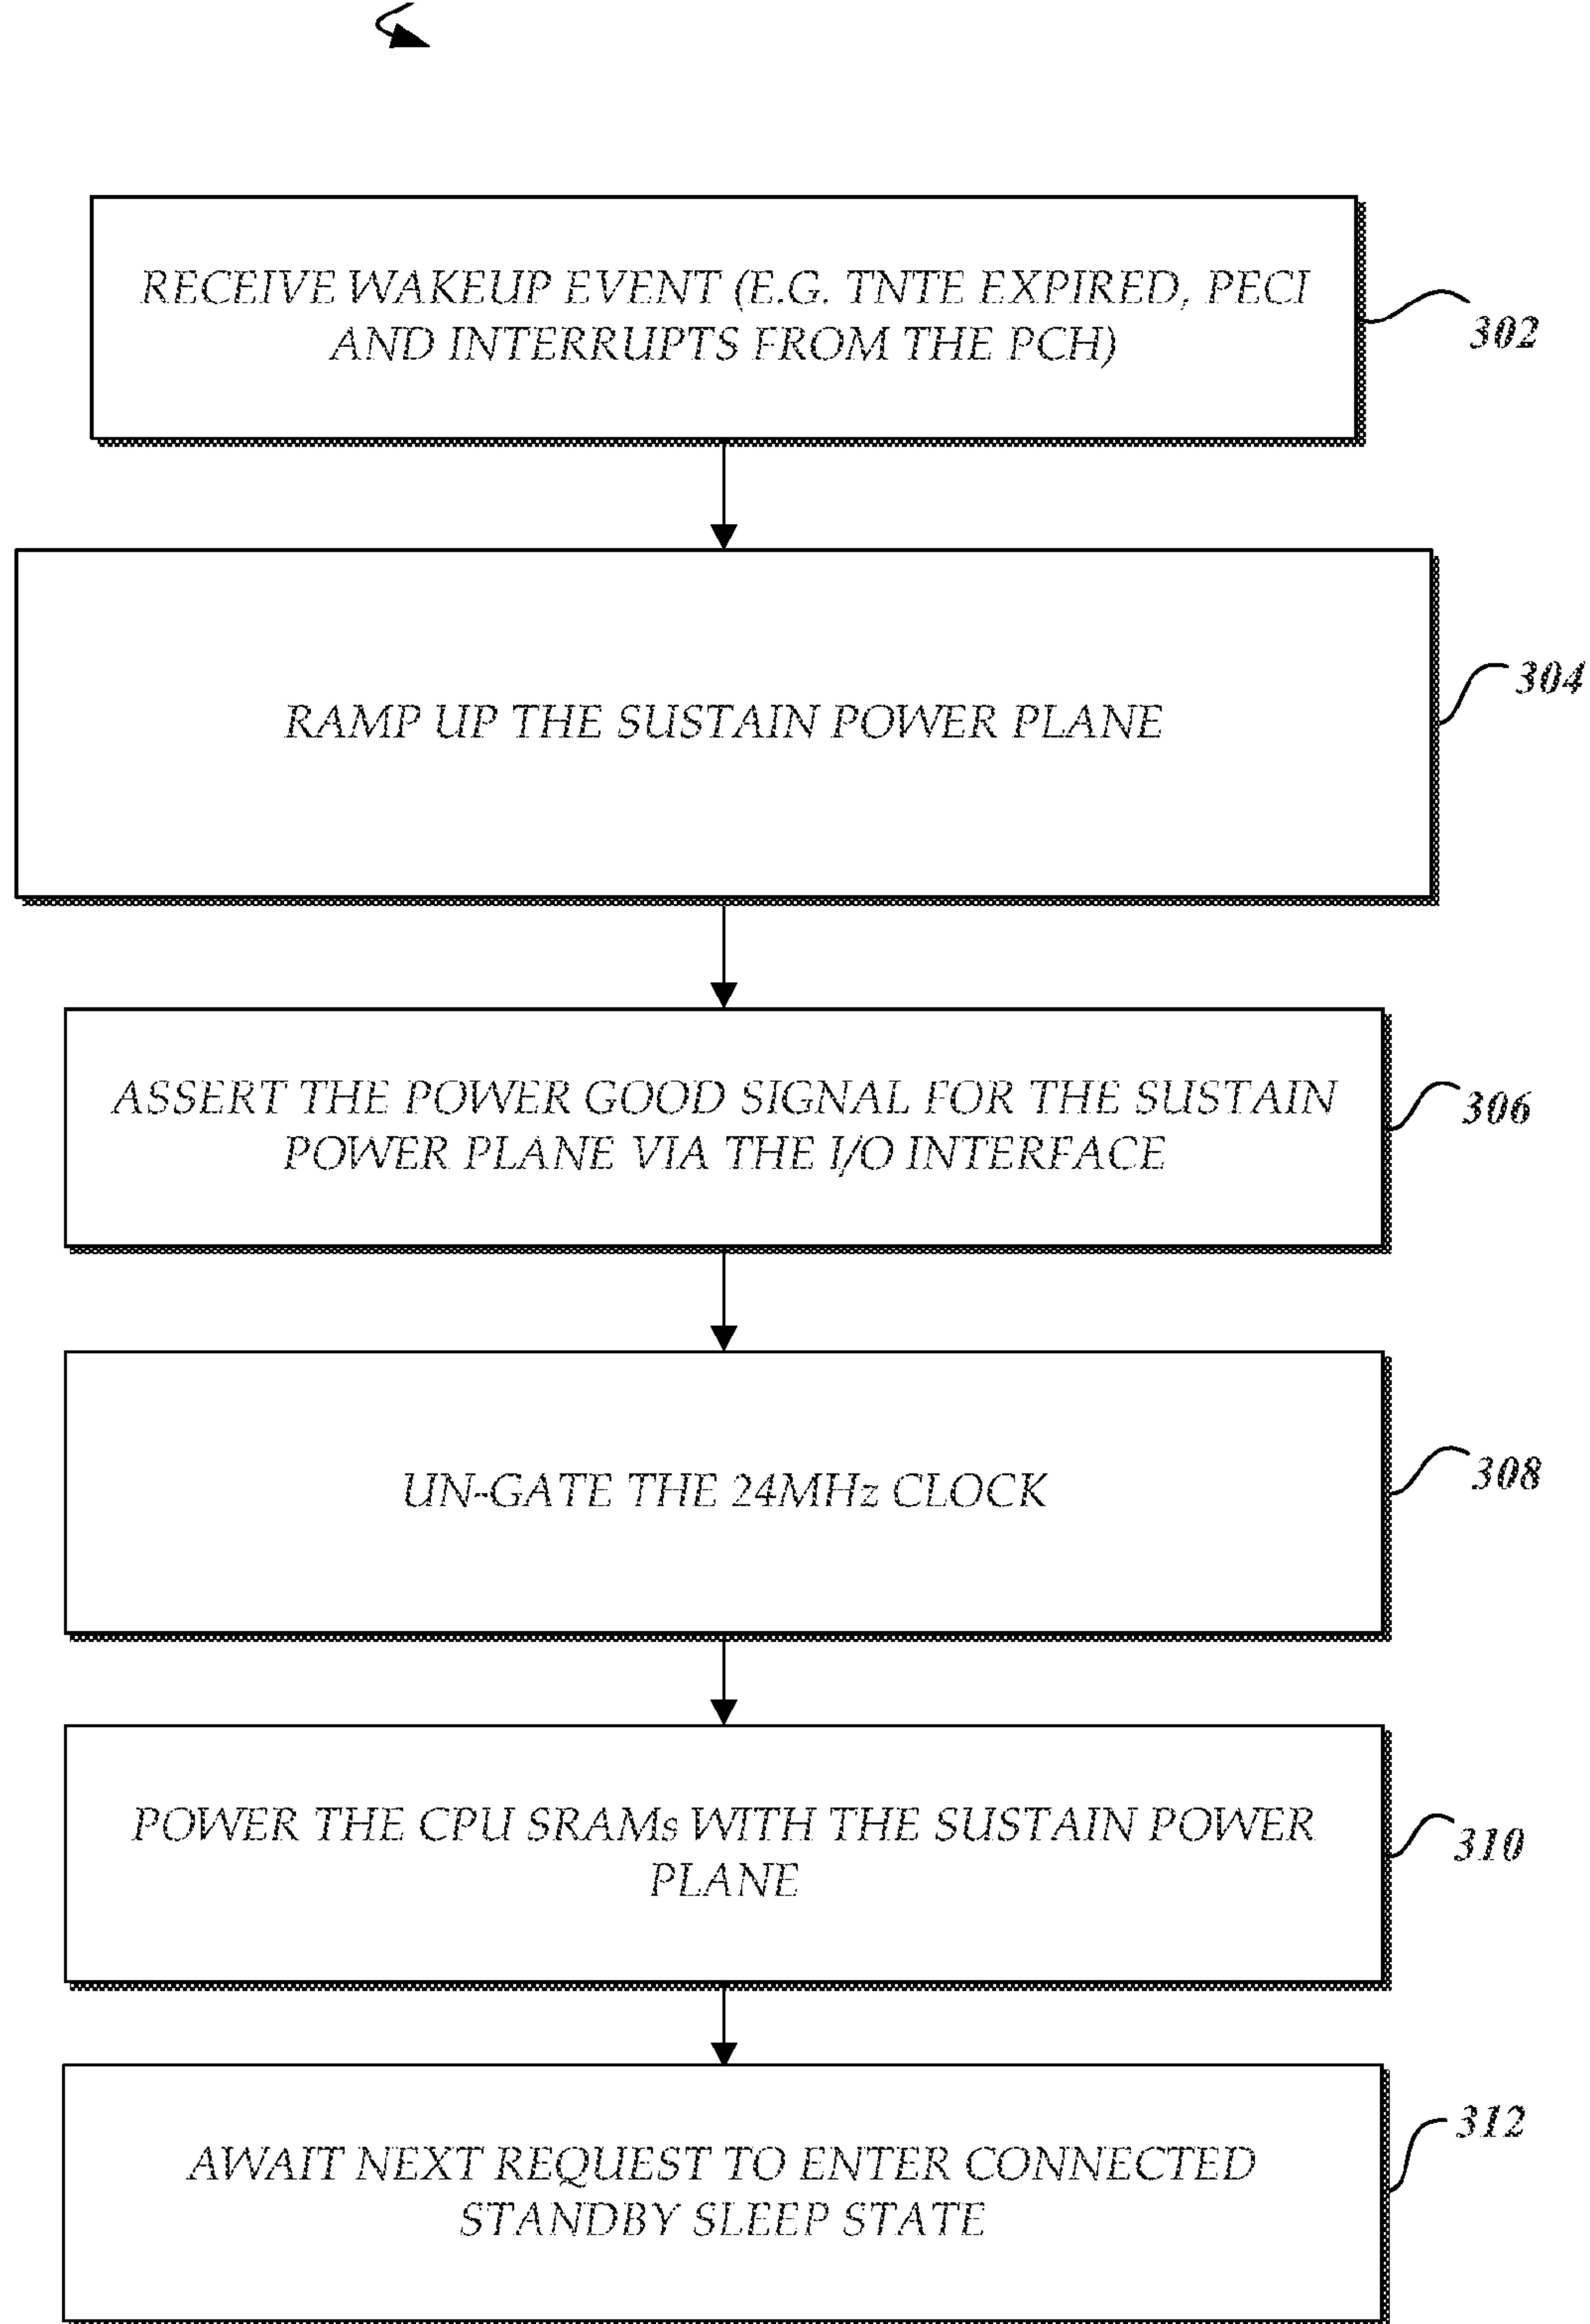 RECEIVE WAKEUP EVENT (E.G. TNTE EXPIRED, PECI
AND INTERRUPTS FROM THE PCH)
302
RAMP UP THE SUSTAIN POWER PLANE
304
ASSERT THE POWER GOOD SIGNAL FOR THE SUSTAIN
POWER PLANE VIA THE I/O INTERFACE
306
UN-GATE THE 24MHz CLOCK
308
POWER THE CPU SRAMs WITH THE SUSTAIN POWER
PLANE
310
AWAIT NEXT REQUEST TO ENTER CONNECTED
STANDBY SLEEP STATE
312